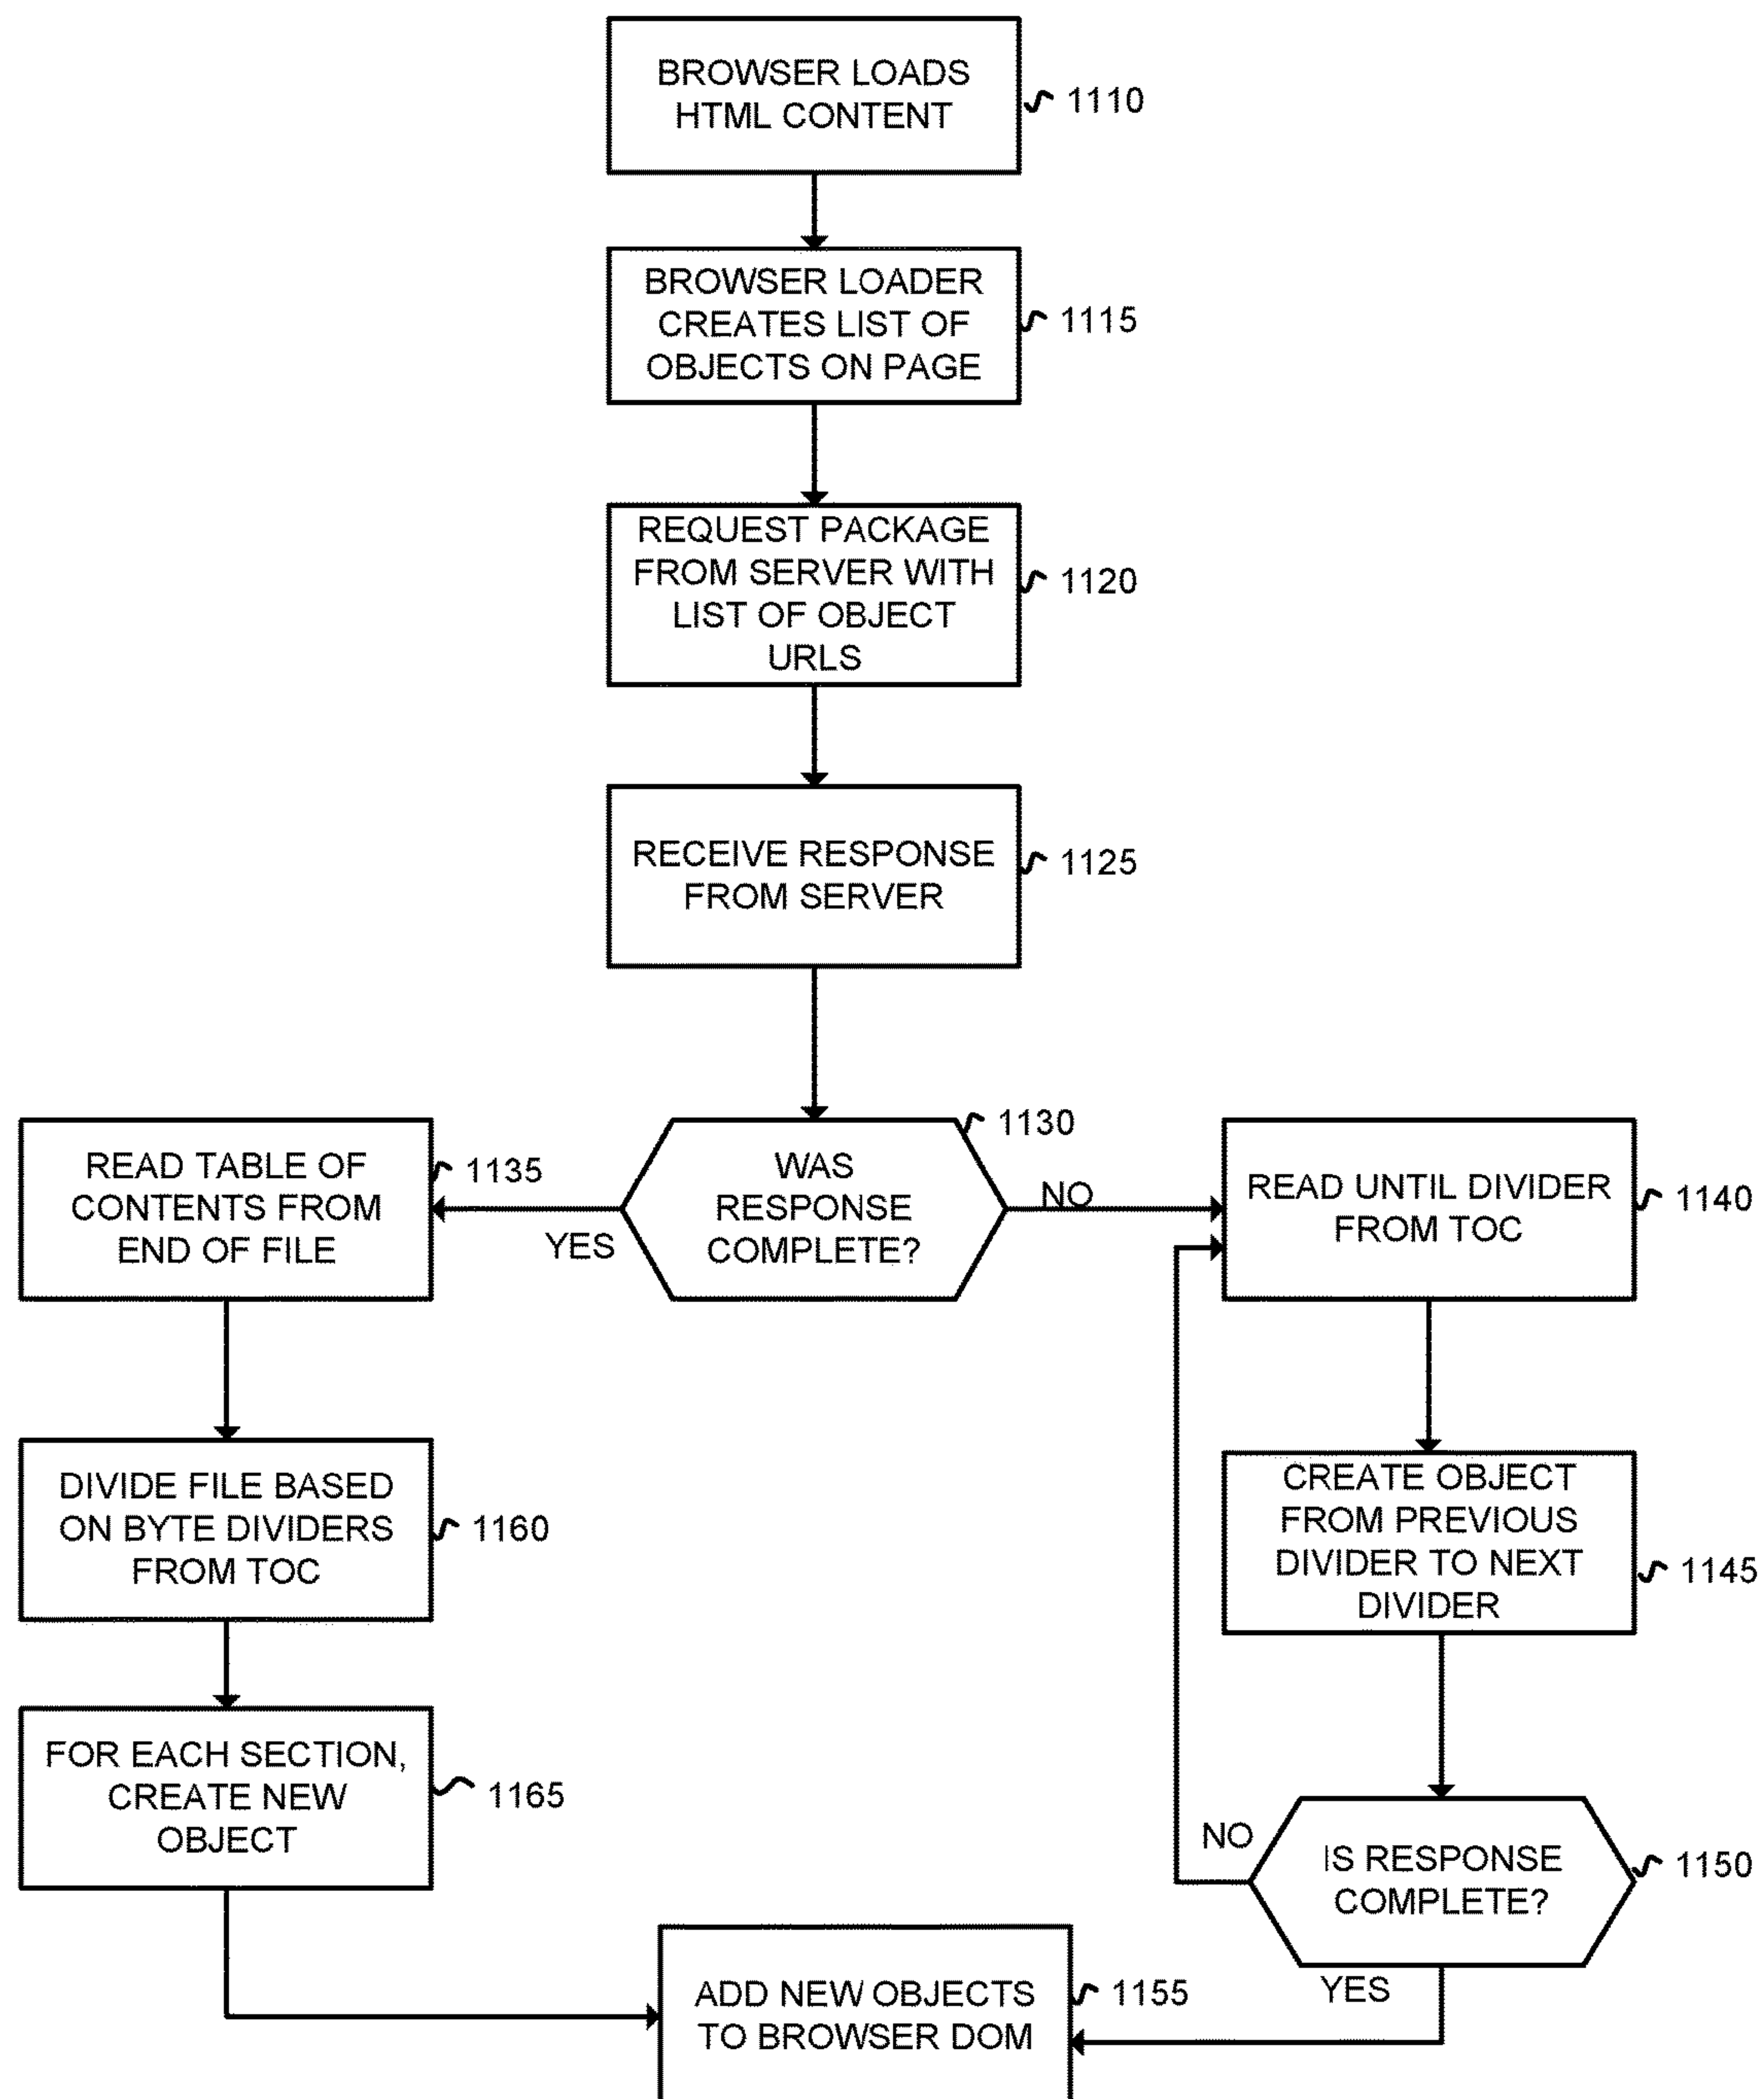 BROWSER LOADS
HTML CONTENT
1110
BROWSER LOADER
CREATES LIST OF
OBJECTS ON PAGE
1115
REQUEST PACKAGE
FROM SERVER WITH
LIST OF OBJECT
URLS
1120
RECEIVE RESPONSE
FROM SERVER
1125
WAS
RESPONSE
COMPLETE?
1130
YES
NO
READ TABLE OF
CONTENTS FROM
END OF FILE
1135
READ UNTIL DIVIDER
FROM TOC
1140
DIVIDE FILE BASED
ON BYTE DIVIDERS
FROM TOC
1160
CREATE OBJECT
FROM PREVIOUS
DIVIDER TO NEXT
DIVIDER
1145
FOR EACH SECTION,
CREATE NEW
OBJECT
1165
NO
IS RESPONSE
COMPLETE?
1150
YES
ADD NEW OBJECTS
TO BROWSER DOM
1155